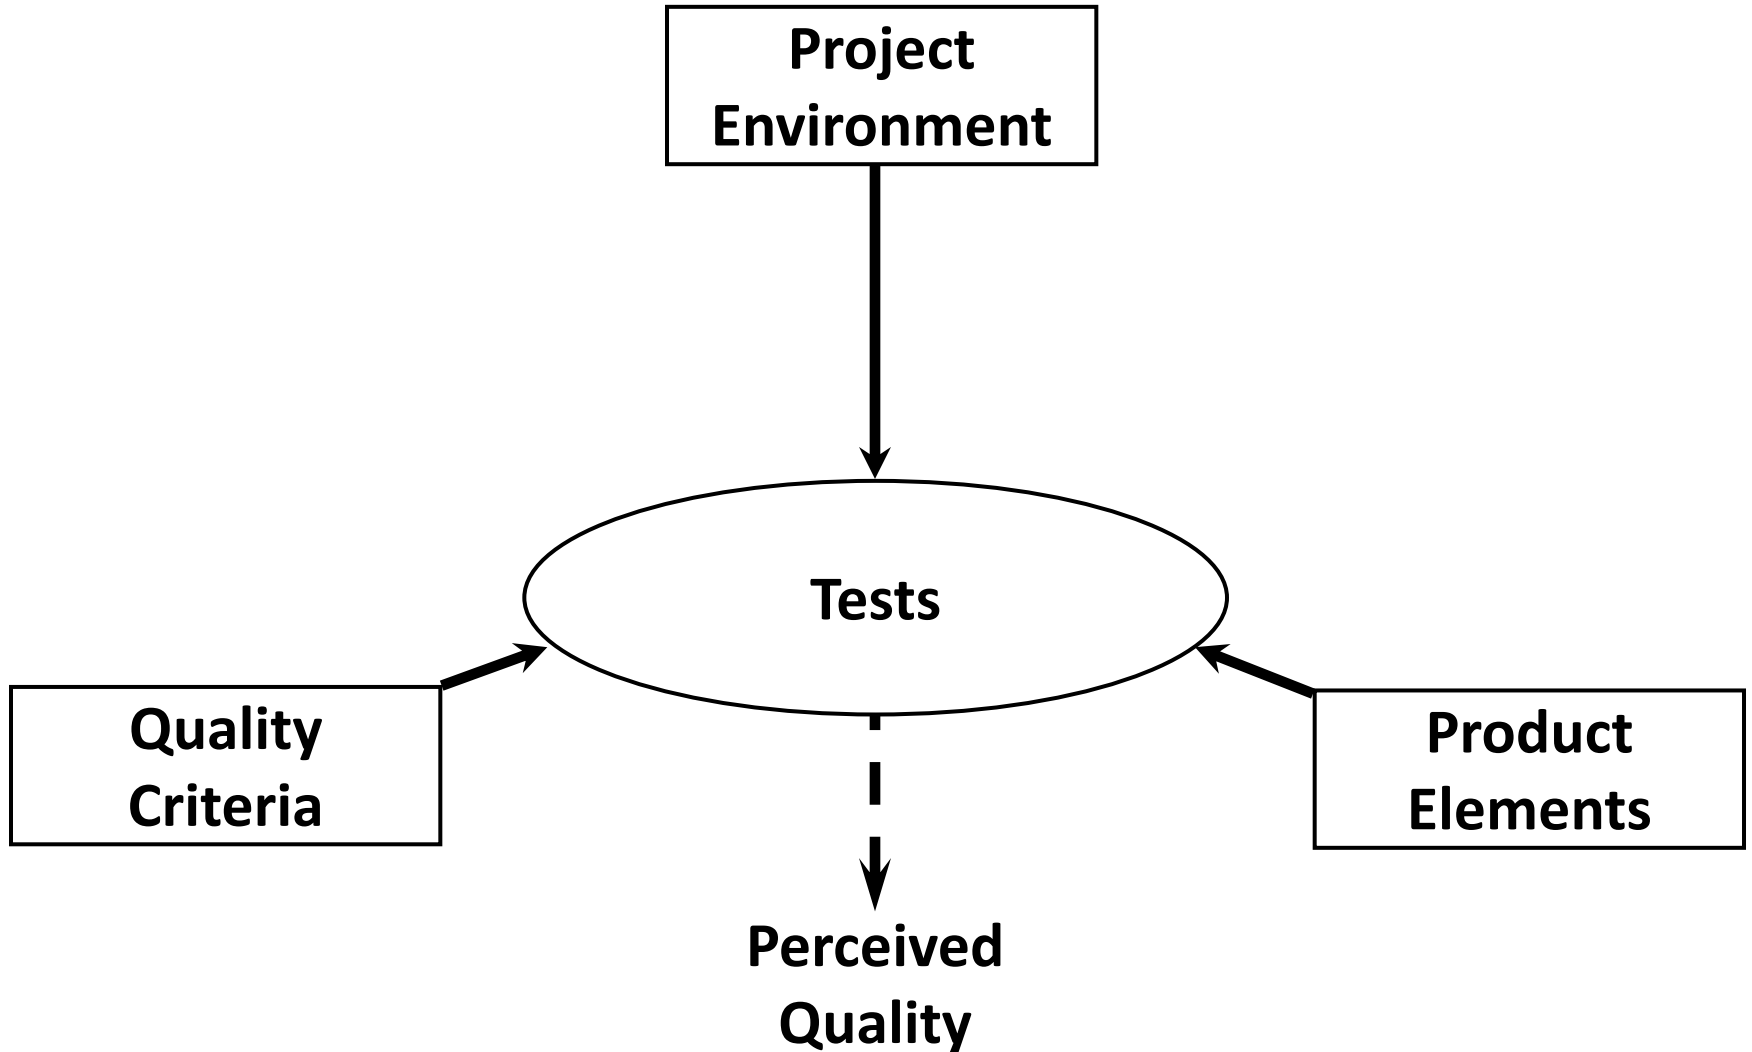 Project
Environment
Tests
Quality
Criteria
Product
Elements
Perceived
Quality